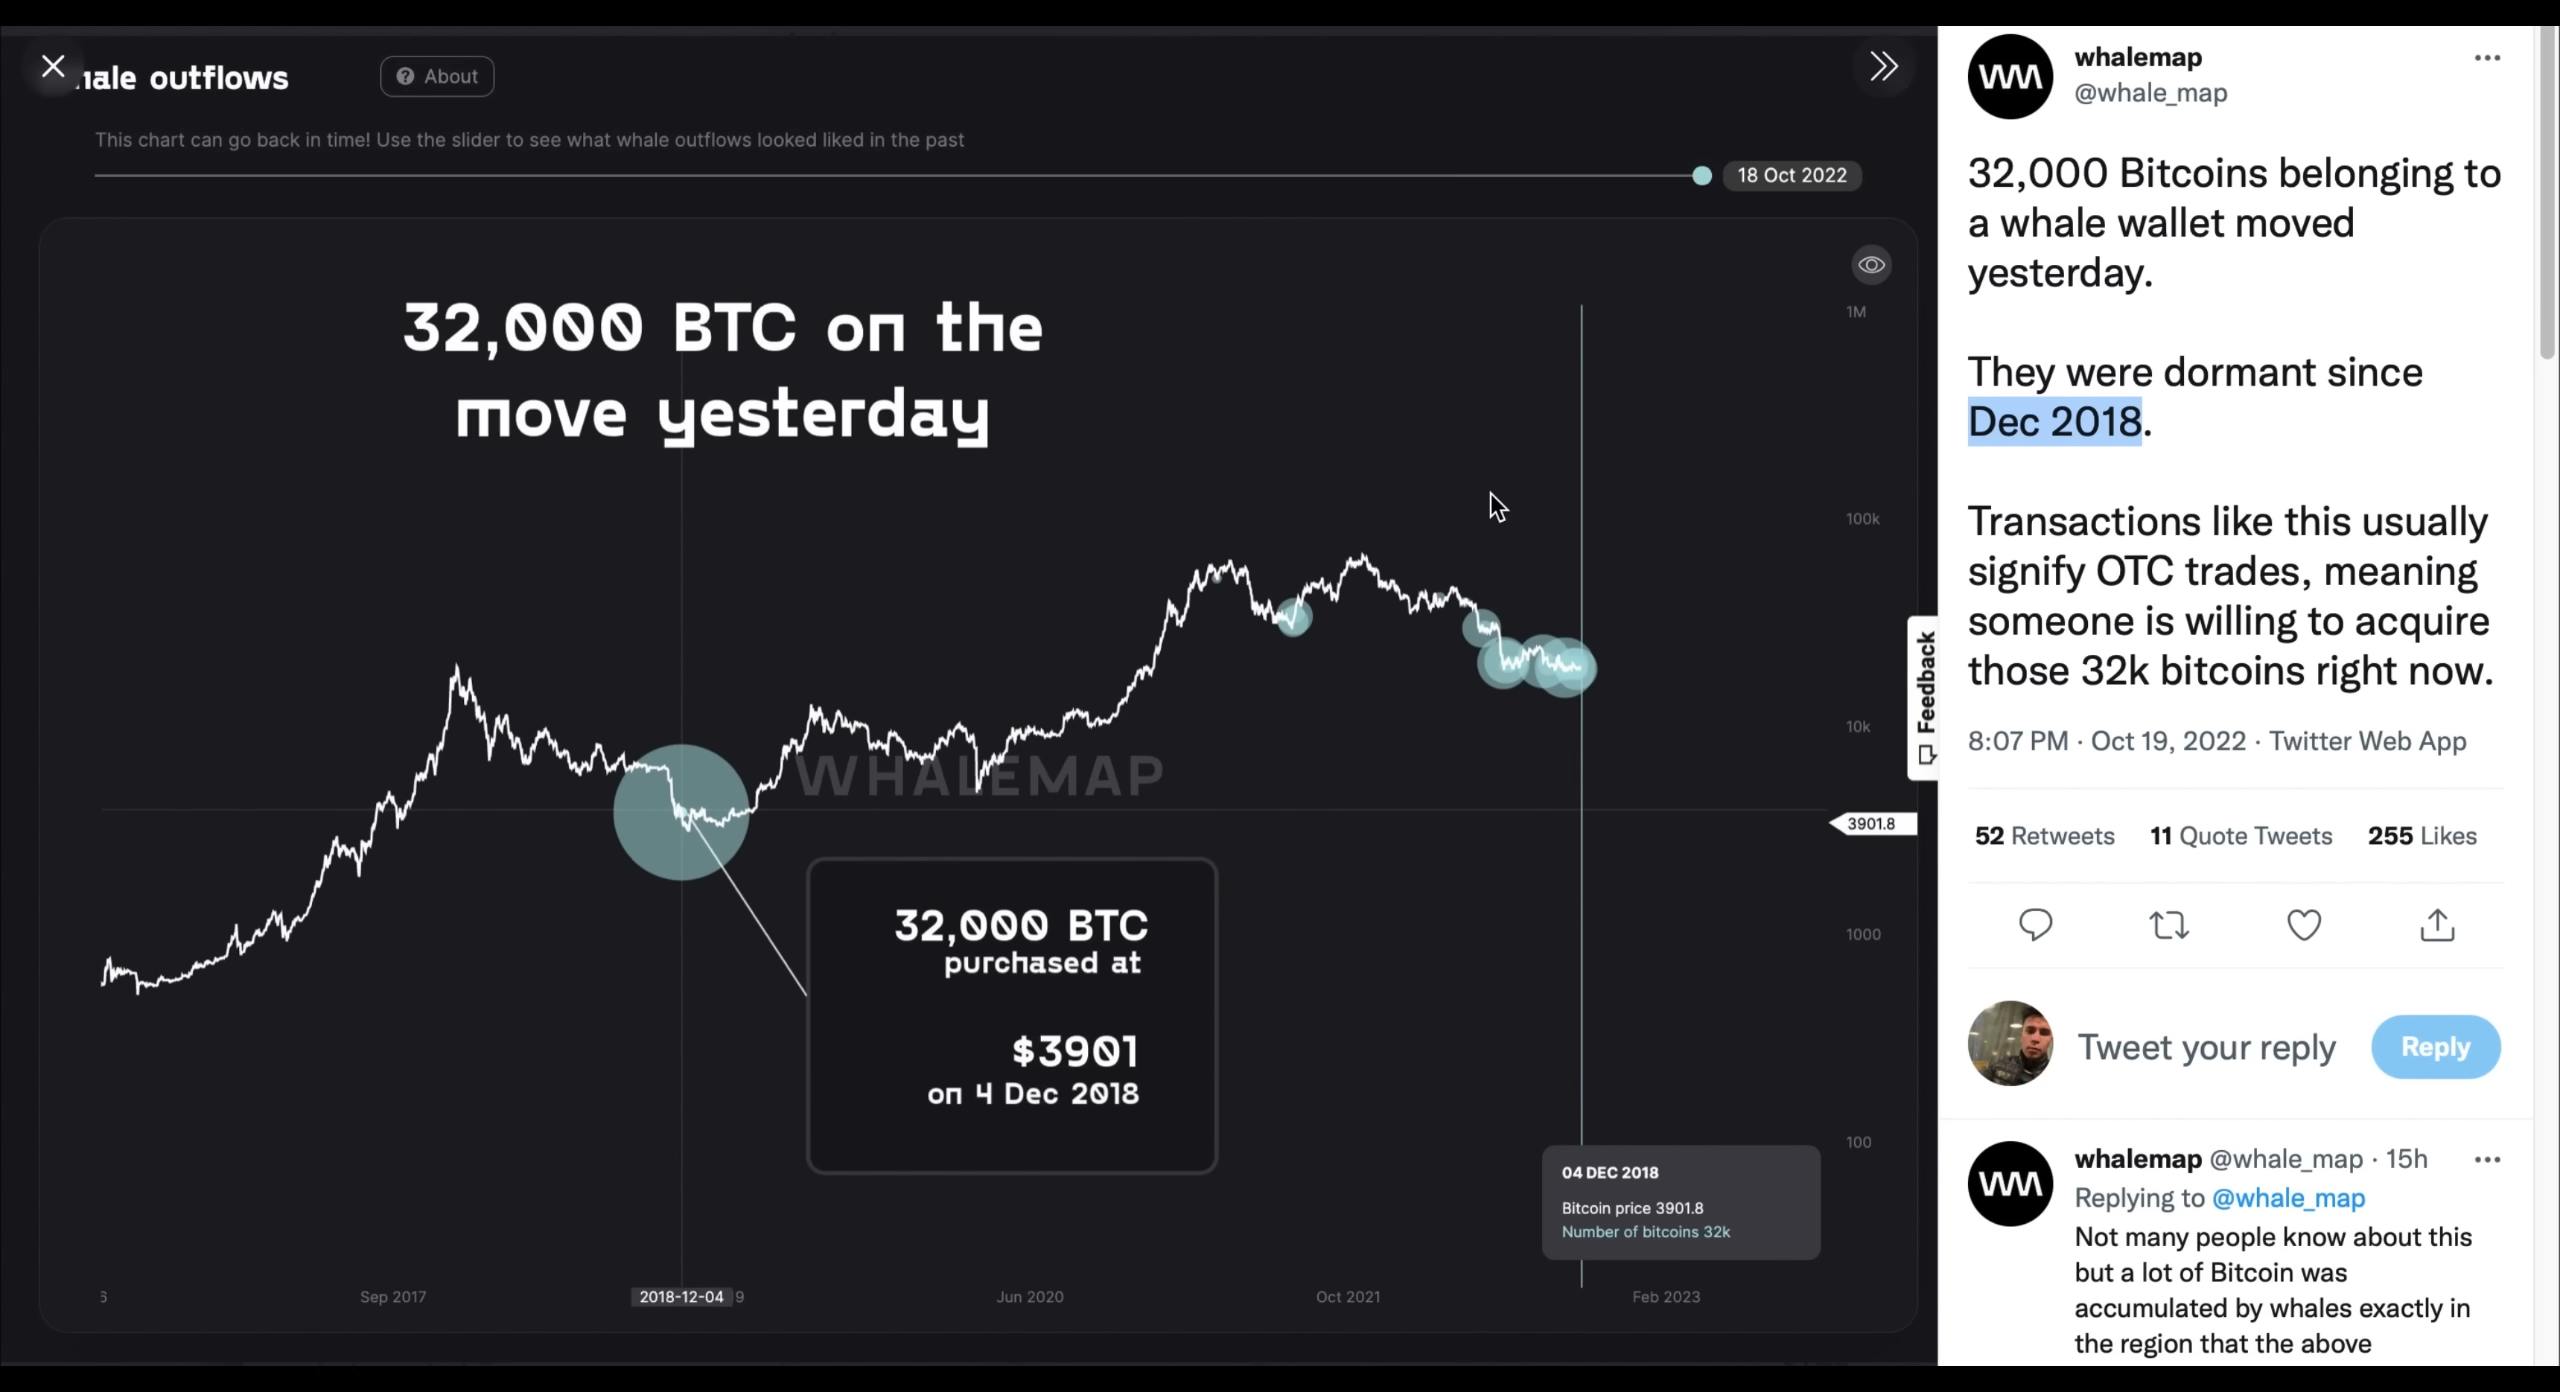 hale outflows
About
This chart can go back in time! Use the slider to see what whale outflows looked liked in the past
18 Oct 2022
32,000 BTC on the
move yesterday
1M
100k
10k
3901.8
1000
100
WHALEMAP
32,000 BTC
purchased at
$3901
on 4 Dec 2018
04 DEC 2018
Bitcoin price 3901.8
Number of bitcoins 32k
Sep 2017
2018-12-04
9
Jun 2020
Oct 2021
Feb 2023
Feedback
whalemap
@whale_map
32,000 Bitcoins belonging to
a whale wallet moved
yesterday.
They were dormant since
Dec 2018.
Transactions like this usually
signify OTC trades, meaning
someone is willing to acquire
those 32k bitcoins right now.
8:07 PM · Oct 19, 2022 · Twitter Web App
52 Retweets 11 Quote Tweets 255 Likes
Tweet your reply
Reply
whalemap @whale_map · 15h
Replying to @whale_map
Not many people know about this
but a lot of Bitcoin was
accumulated by whales exactly in
the region that the above